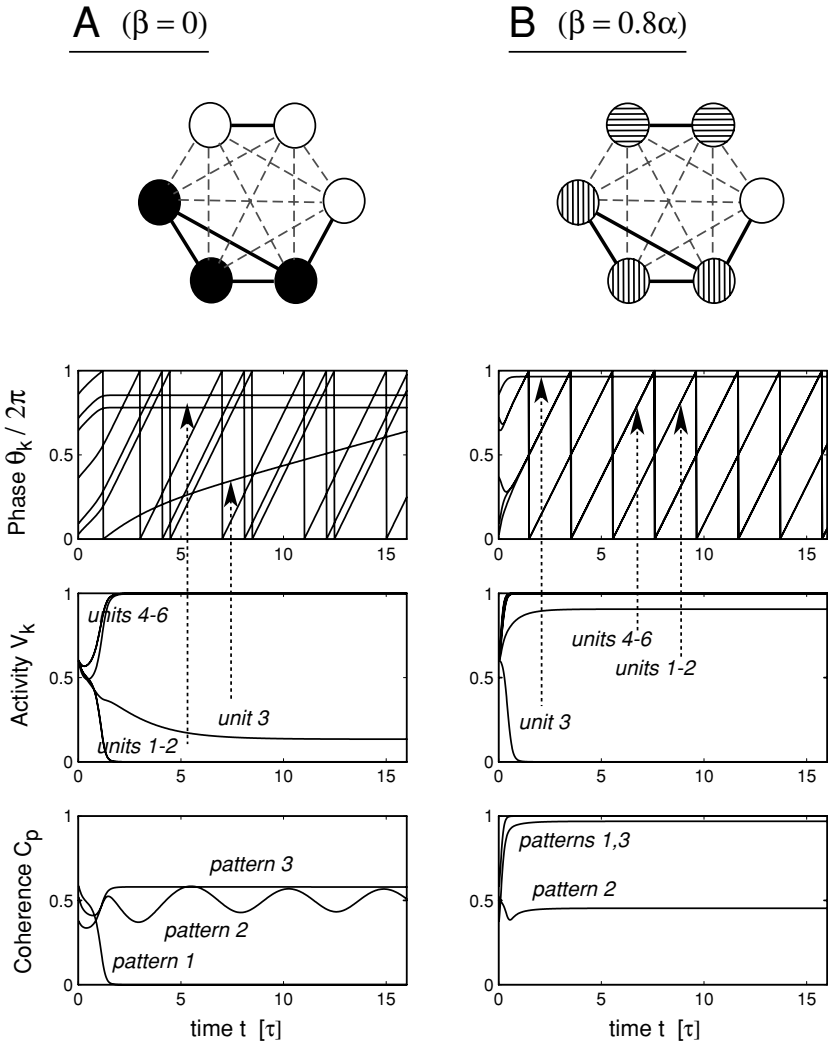 A (β = 0)
B (β = 0.8α)
Phase θk / 2π
1
0.5
0
0
5
10
15
1
0.5
0
0
5
10
15
Activity Vk
1
0.5
0
units 4-6
units 1-2
unit 3
0
5
10
15
1
0.5
0
units 4-6
units 1-2
unit 3
0
5
10
15
Coherence Cp
1
0.5
0
pattern 3
pattern 2
pattern 1
0
5
10
15
time t [τ]
1
0.5
0
patterns 1,3
pattern 2
0
5
10
15
time t [τ]